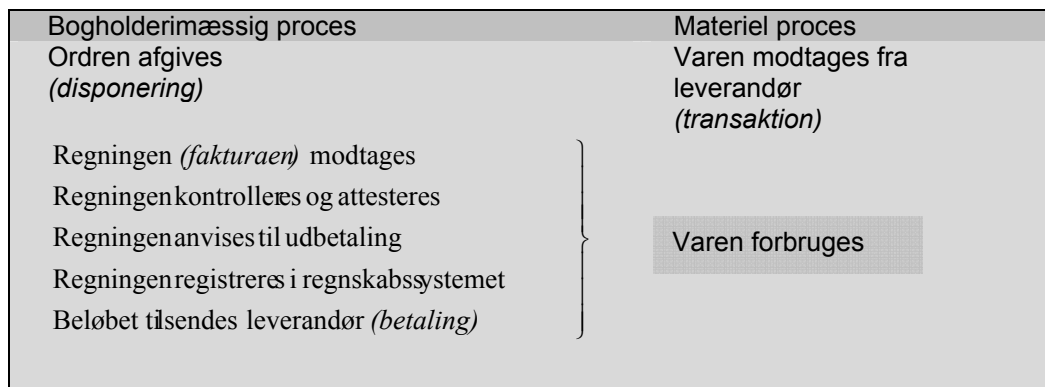 Bogholderimæssig proces
Materiel proces
Ordren afgives
(disponering)
Varen modtages fra
leverandør
(transaktion)
Regningen (fakturaen) modtages
Regningen kontrolleres og attesteres
Regningen anvises til udbetaling
Regningen registreres i regnskabssystemet
Beløbet tilsendes leverandør (betaling)
Varen forbruges